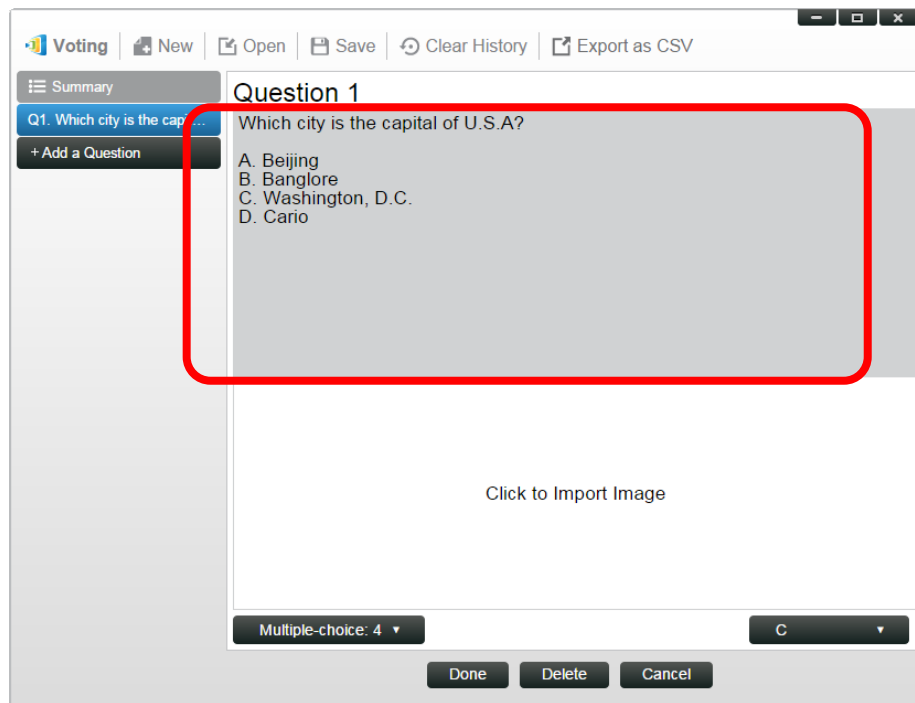 Voting New Open Save Clear History Export as CSV
Summary
Q1. Which city is the capi...
+ Add a Question
Question 1
Which city is the capital of U.S.A?
A. Beijing
B. Banglore
C. Washington, D.C.
D. Cario
Click to Import Image
Multiple-choice: 4
C
Done Delete Cancel